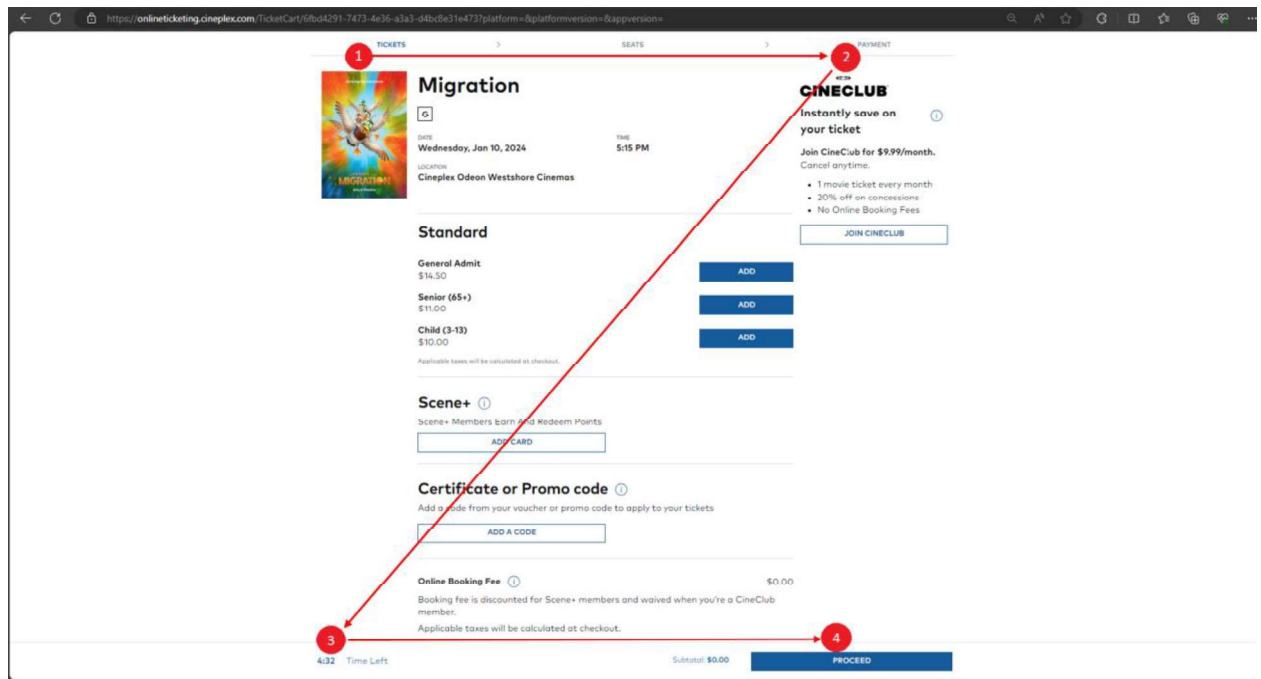 https://onlineticketing.cineplex.com/TicketCart/6fbd4291-7473-4e36-a3a3-d4bc8e31e473?platform=&platformversion=&appversion=
TICKETS > SEATS > PAYMENT
1 2
Migration
G
DATE TIME
Wednesday, Jan 10, 2024 5:15 PM
LOCATION
Cineplex Odeon Westshore Cinemas
MIGRATION
CINECLUB
Instantly save on
your ticket
Join CineClub for $9.99/month.
Cancel anytime.
• 1 movie ticket every month
• 20% off on concessions
• No Online Booking Fees
JOIN CINECLUB
Standard
General Admit
$14.50 ADD
Senior (65+)
$11.00 ADD
Child (3-13)
$10.00 ADD
Applicable taxes will be calculated at checkout.
Scene+
Scene+ Members Earn And Redeem Points
ADD CARD
Certificate or Promo code
Add a code from your voucher or promo code to apply to your tickets
ADD A CODE
Online Booking Fee $0.00
Booking fee is discounted for Scene+ members and waived when you're a CineClub
member.
Applicable taxes will be calculated at checkout.
3 4
4:32 Time Left Subtotal: $0.00 PROCEED